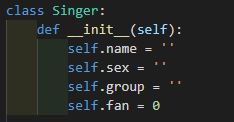 class Singer:
    def __init__(self):
        self.name = ''
        self.sex = ''
        self.group = ''
        self.fan = 0